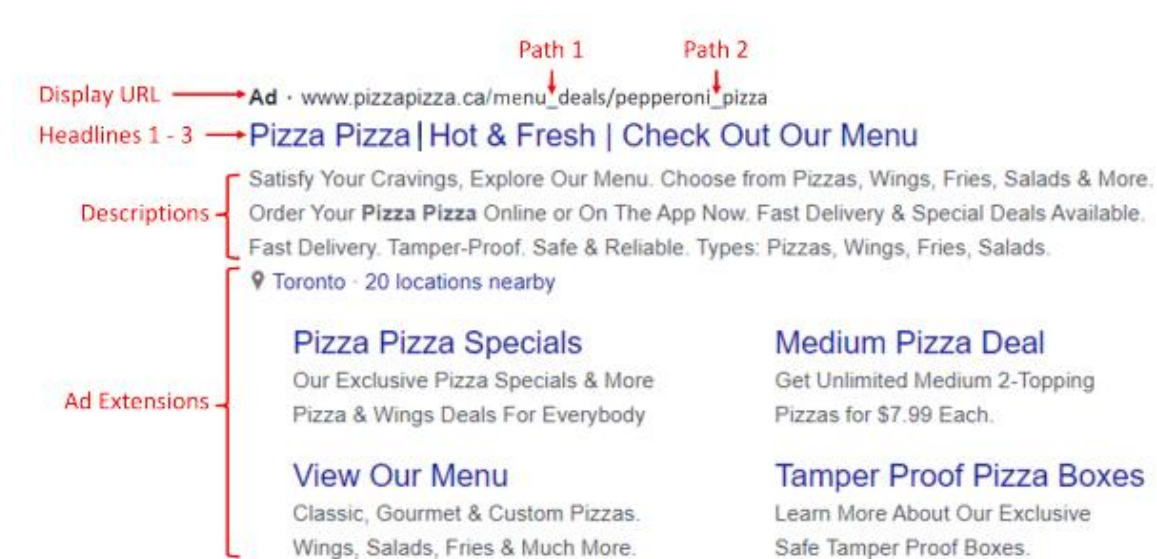 Path 1 Path 2
Display URL Ad · www.pizzapizza.ca/menu_deals/pepperoni_pizza
Headlines 1 - 3 Pizza Pizza | Hot & Fresh | Check Out Our Menu
Satisfy Your Cravings, Explore Our Menu. Choose from Pizzas, Wings, Fries, Salads & More.
Descriptions Order Your Pizza Pizza Online or On The App Now. Fast Delivery & Special Deals Available.
Fast Delivery. Tamper-Proof. Safe & Reliable. Types: Pizzas, Wings, Fries, Salads.
Toronto · 20 locations nearby
Ad Extensions
Pizza Pizza Specials
Our Exclusive Pizza Specials & More
Pizza & Wings Deals For Everybody
Medium Pizza Deal
Get Unlimited Medium 2-Topping
Pizzas for $7.99 Each.
View Our Menu
Classic, Gourmet & Custom Pizzas.
Wings, Salads, Fries & Much More.
Tamper Proof Pizza Boxes
Learn More About Our Exclusive
Safe Tamper Proof Boxes.